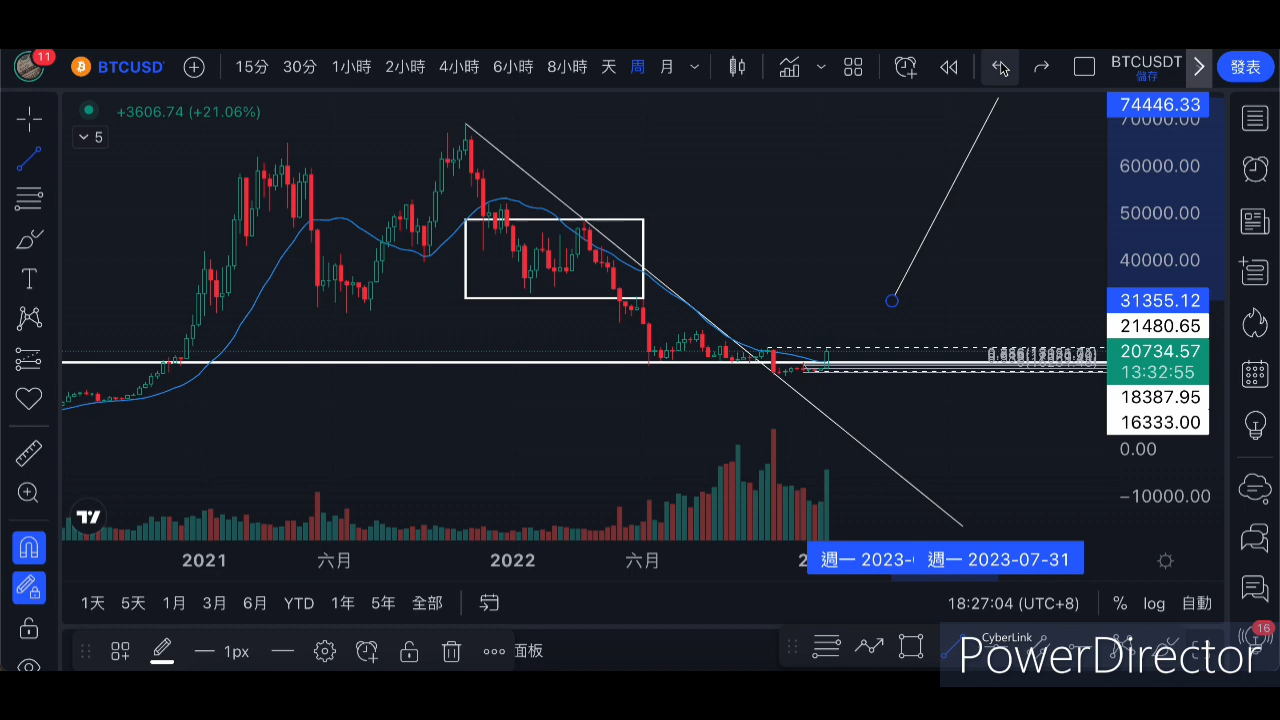 11
BTCUSD
15分 30分 1小時 2小時 4小時 6小時 8小時 天 周 月
BTCUSDT
儲存
發表
+3606.74 (+21.06%)
5
74446.33
70000.00
60000.00
50000.00
40000.00
31355.12
21480.65
20734.57
13:32:55
18387.95
16333.00
0.00
−10000.00
2021 六月 2022 六月
週一 2023- 週一 2023-07-31
1天 5天 1月 3月 6月 YTD 1年 5年 全部
18:27:04 (UTC+8) % log 自動
1px
面板
16
CyberLink
PowerDirector